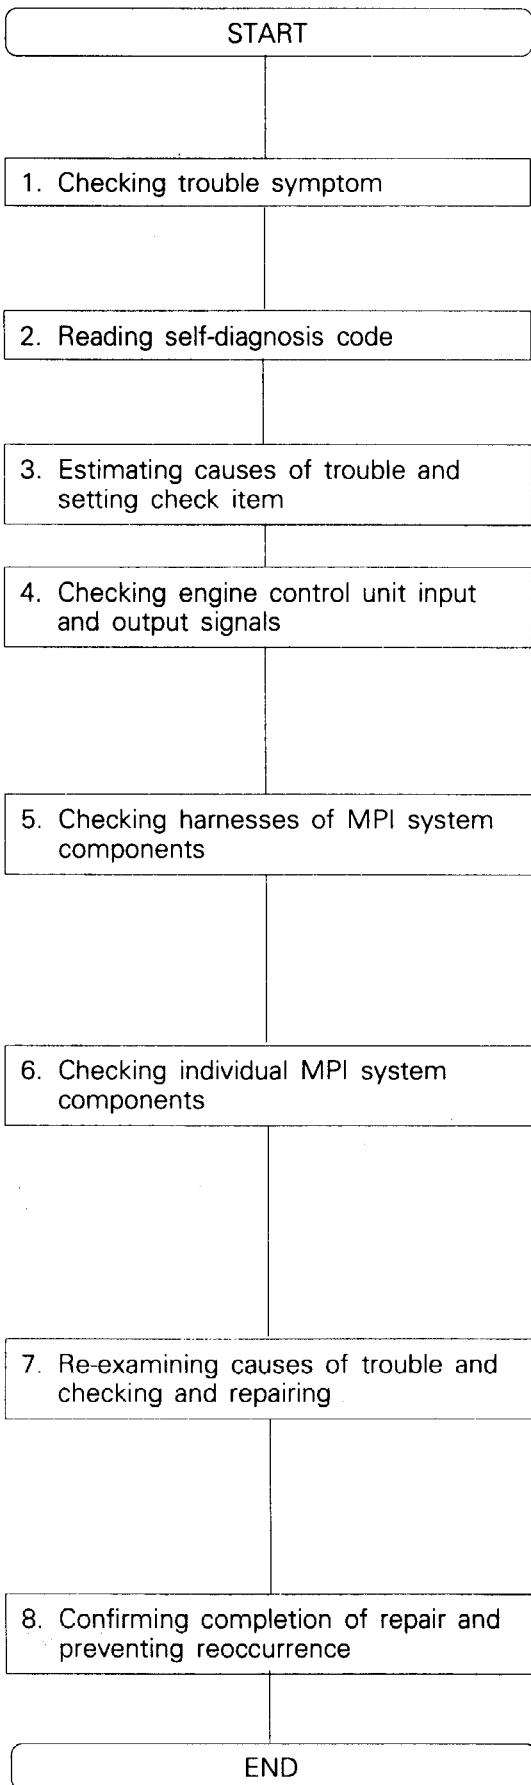 START
1. Checking trouble symptom
2. Reading self-diagnosis code
3. Estimating causes of trouble and
setting check item
4. Checking engine control unit input
and output signals
5. Checking harnesses of MPI system
components
6. Checking individual MPI system
components
7. Re-examining causes of trouble and
checking and repairing
8. Confirming completion of repair and
preventing reoccurrence
END